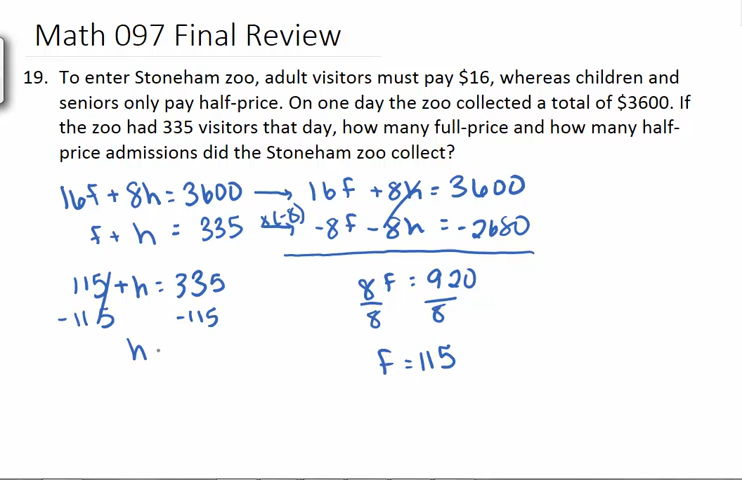 Math 097 Final Review
19. To enter Stoneham zoo, adult visitors must pay $16, whereas children and
seniors only pay half-price. On one day the zoo collected a total of $3600. If
the zoo had 335 visitors that day, how many full-price and how many half-
price admissions did the Stoneham zoo collect?
16f + 8h = 3600 → 16f + 8h = 3600
f + h = 335 x(-8) → -8f - 8h = -2680
115 + h = 335 8f = 920
-115 -115 8 8
h f = 115